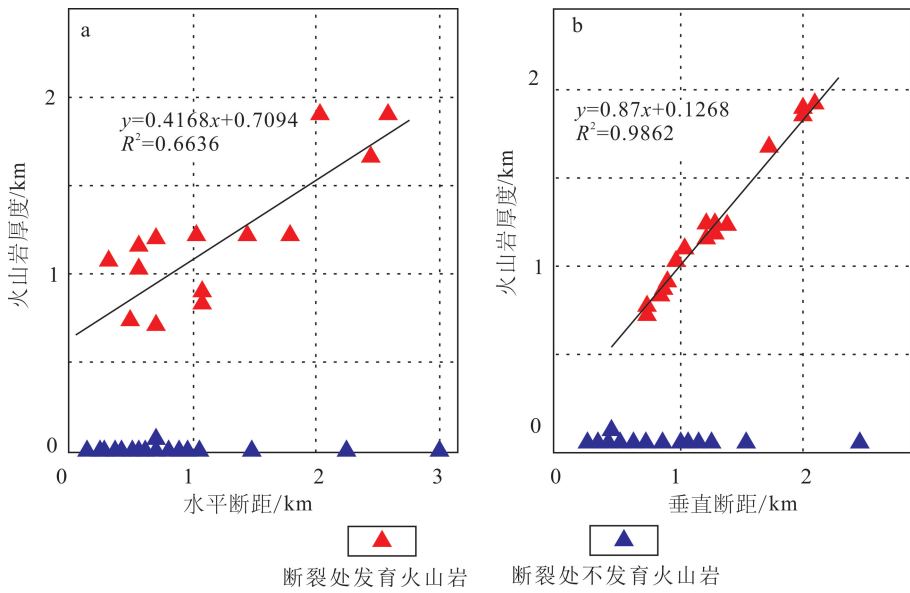 a
y=0.4168x+0.7094
R²=0.6636
火山岩厚度/km
2
1
0
0
1
2
3
水平断距/km
b
y=0.87x+0.1268
R²=0.9862
火山岩厚度/km
2
1
0
0
1
2
垂直断距/km
断裂处发育火山岩
断裂处不发育火山岩